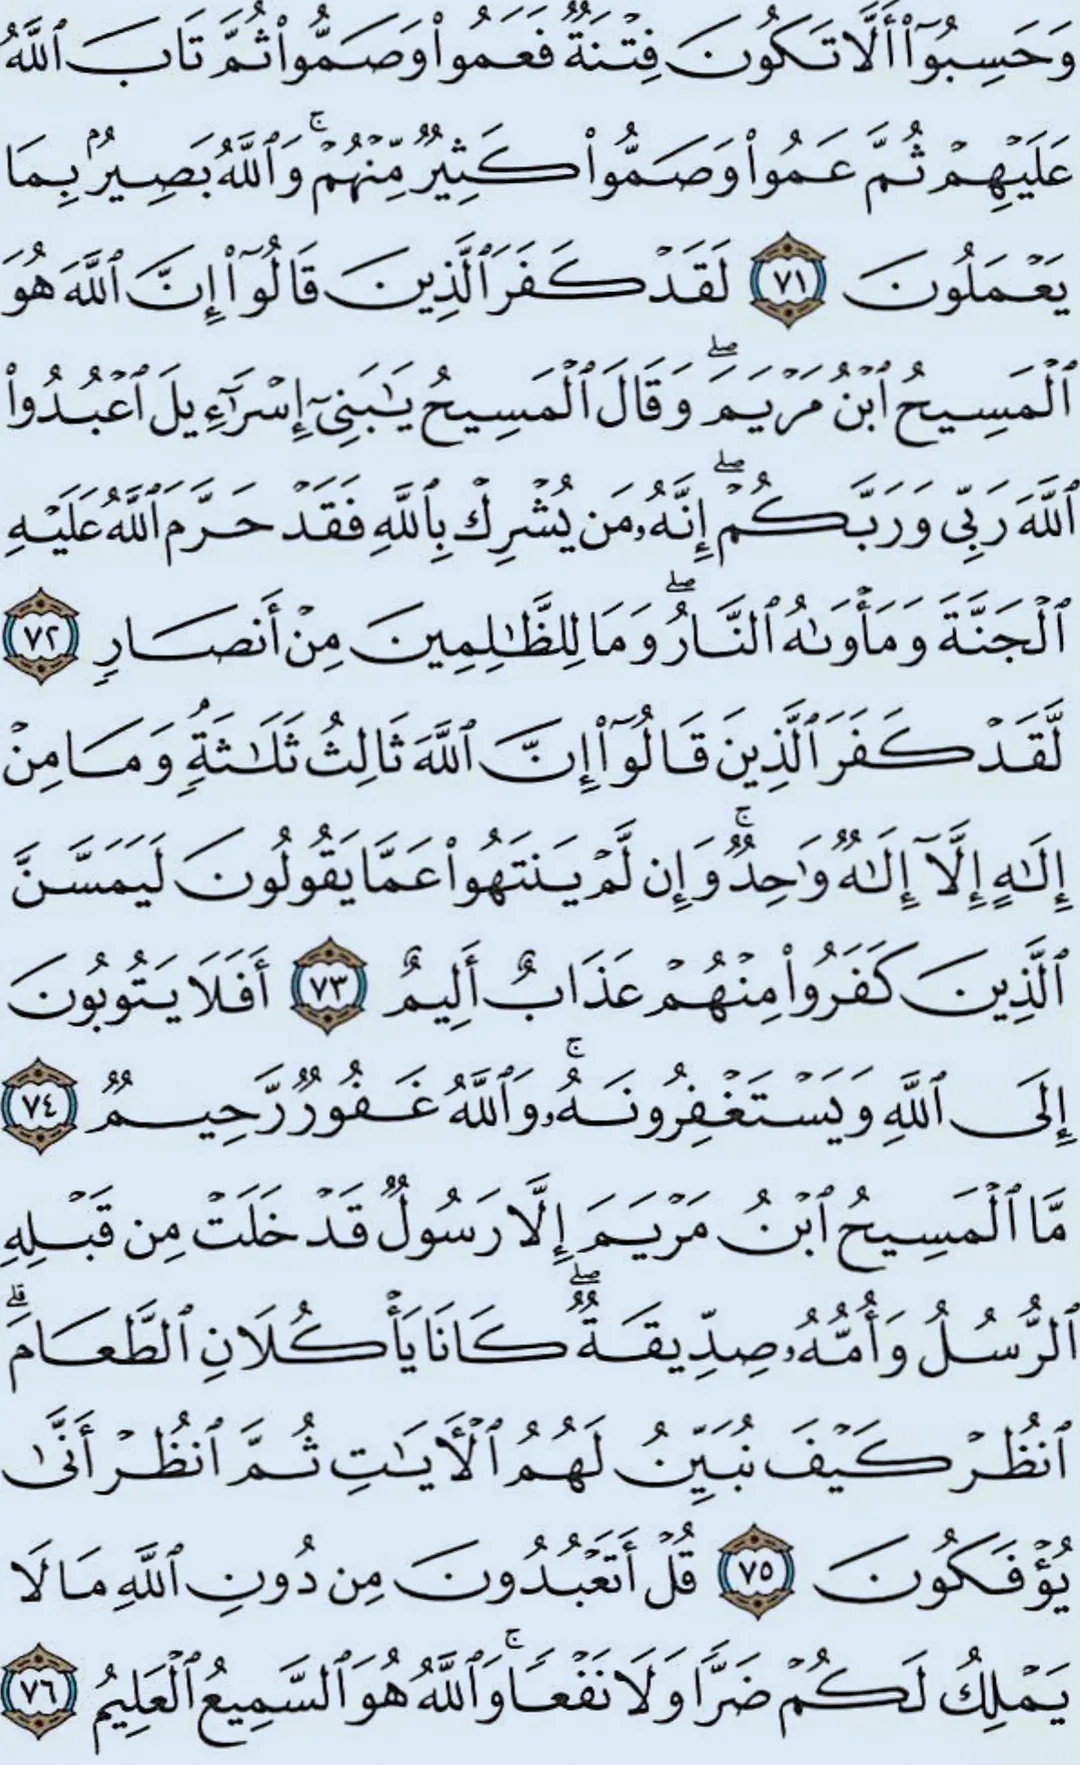 وَحَسِبُوٓا۟ أَلَّا تَكُونَ فِتْنَةٌ فَعَمُوا۟ وَصَمُّوا۟ ثُمَّ تَابَ ٱللَّهُ
عَلَيْهِمْ ثُمَّ عَمُوا۟ وَصَمُّوا۟ كَثِيرٌ مِّنْهُمْ ۚ وَٱللَّهُ بَصِيرٌۢ بِمَا
يَعْمَلُونَ ٧١ لَقَدْ كَفَرَ ٱلَّذِينَ قَالُوٓا۟ إِنَّ ٱللَّهَ هُوَ
ٱلْمَسِيحُ ٱبْنُ مَرْيَمَ ۖ وَقَالَ ٱلْمَسِيحُ يَـٰبَنِىٓ إِسْرَٰٓءِيلَ ٱعْبُدُوا۟
ٱللَّهَ رَبِّى وَرَبَّكُمْ ۖ إِنَّهُۥ مَن يُشْرِكْ بِٱللَّهِ فَقَدْ حَرَّمَ ٱللَّهُ عَلَيْهِ
ٱلْجَنَّةَ وَمَأْوَىٰهُ ٱلنَّارُ ۖ وَمَا لِلظَّـٰلِمِينَ مِنْ أَنصَارٍ ٧٢
لَّقَدْ كَفَرَ ٱلَّذِينَ قَالُوٓا۟ إِنَّ ٱللَّهَ ثَالِثُ ثَلَـٰثَةٍ ۘ وَمَا مِنْ
إِلَـٰهٍ إِلَّآ إِلَـٰهٌ وَٰحِدٌ ۚ وَإِن لَّمْ يَنتَهُوا۟ عَمَّا يَقُولُونَ لَيَمَسَّنَّ
ٱلَّذِينَ كَفَرُوا۟ مِنْهُمْ عَذَابٌ أَلِيمٌ ٧٣ أَفَلَا يَتُوبُونَ
إِلَى ٱللَّهِ وَيَسْتَغْفِرُونَهُۥ ۚ وَٱللَّهُ غَفُورٌ رَّحِيمٌ ٧٤
مَّا ٱلْمَسِيحُ ٱبْنُ مَرْيَمَ إِلَّا رَسُولٌ قَدْ خَلَتْ مِن قَبْلِهِ
ٱلرُّسُلُ وَأُمُّهُۥ صِدِّيقَةٌ ۖ كَانَا يَأْكُلَانِ ٱلطَّعَامَ ۗ
ٱنظُرْ كَيْفَ نُبَيِّنُ لَهُمُ ٱلْـَٔايَـٰتِ ثُمَّ ٱنظُرْ أَنَّىٰ
يُؤْفَكُونَ ٧٥ قُلْ أَتَعْبُدُونَ مِن دُونِ ٱللَّهِ مَا لَا
يَمْلِكُ لَكُمْ ضَرًّا وَلَا نَفْعًا ۚ وَٱللَّهُ هُوَ ٱلسَّمِيعُ ٱلْعَلِيمُ ٧٦